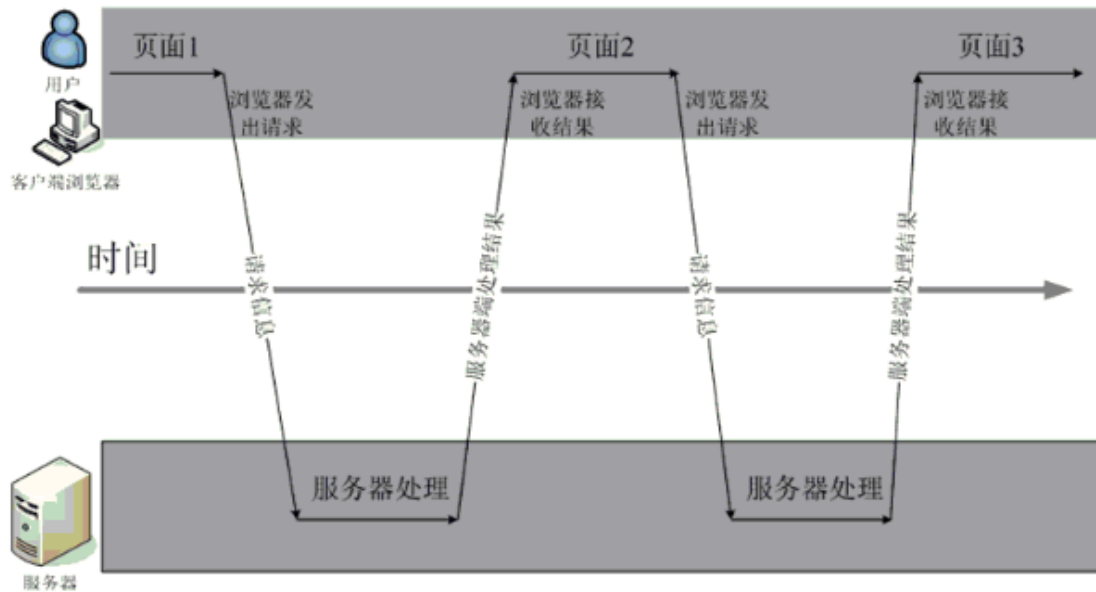 页面1
页面2
页面3
用户
浏览器发
出请求
浏览器接
收结果
浏览器发
出请求
浏览器接
收结果
客户端浏览器
时间
请求信息
服务器端处理结果
请求信息
服务器端处理结果
服务器处理
服务器处理
服务器